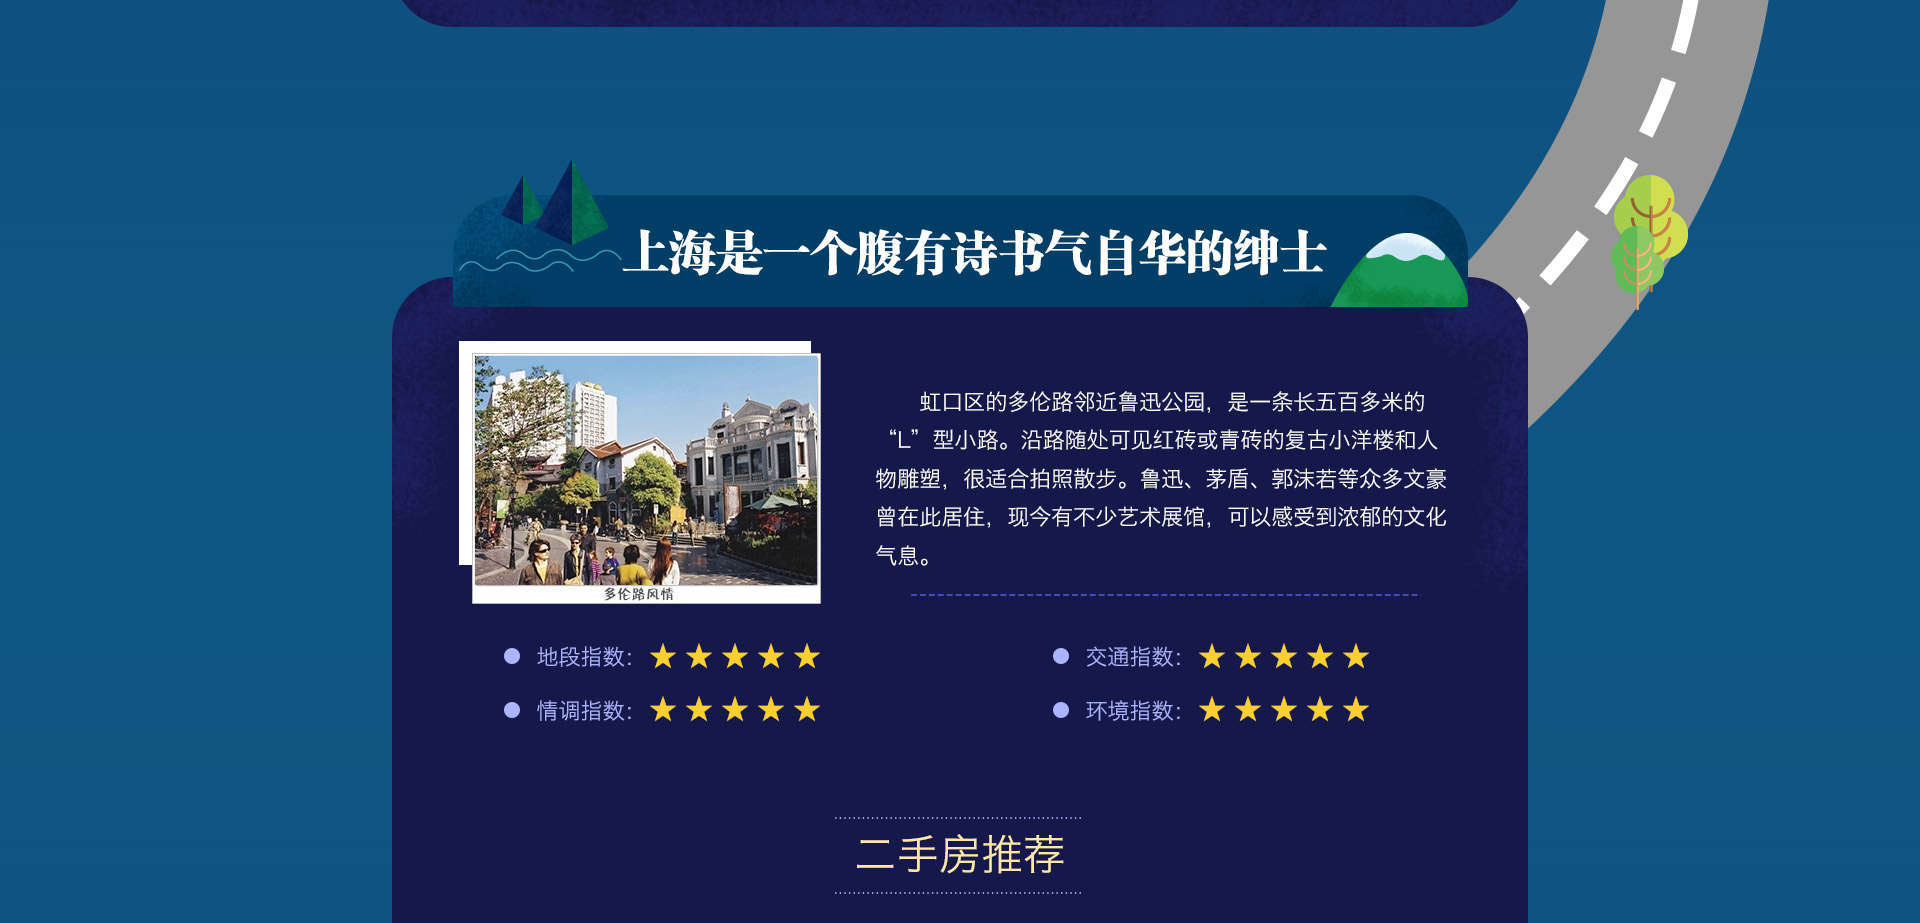 上海是一个腹有诗书气自华的绅士
虹口区的多伦路邻近鲁迅公园，是一条长五百多米的
“L”型小路。沿路随处可见红砖或青砖的复古小洋楼和人
物雕塑，很适合拍照散步。鲁迅、茅盾、郭沫若等众多文豪
曾在此居住，现今有不少艺术展馆，可以感受到浓郁的文化
气息。
多伦路风情
地段指数：★★★★★
交通指数：★★★★★
情调指数：★★★★★
环境指数：★★★★★
二手房推荐